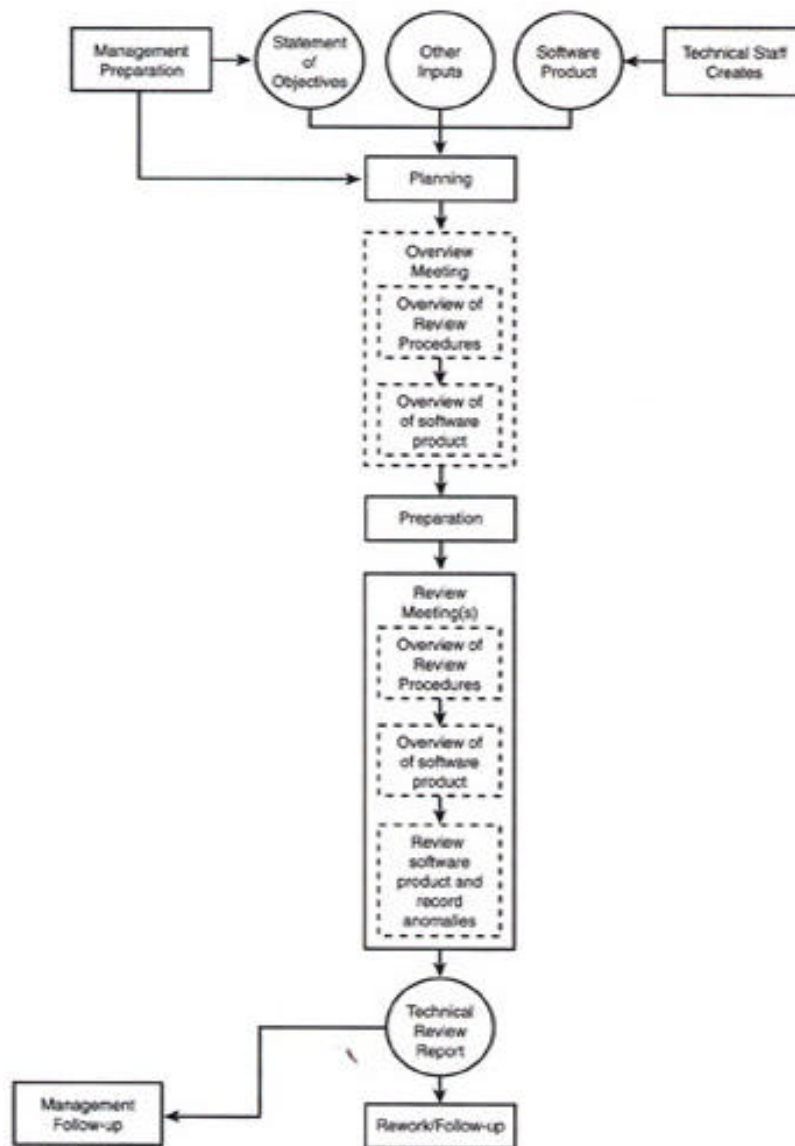 Management
Preparation
Statement
of
Objectives
Other
Inputs
Software
Product
Technical Staff
Creates
Planning
Overview
Meeting
Overview of
Review
Procedures
Overview of
of software
product
Preparation
Review
Meeting(s)
Overview of
Review
Procedures
Overview of
of software
product
Review
software
product and
record
anomalies
Technical
Review
Report
Management
Follow-up
Rework/Follow-up